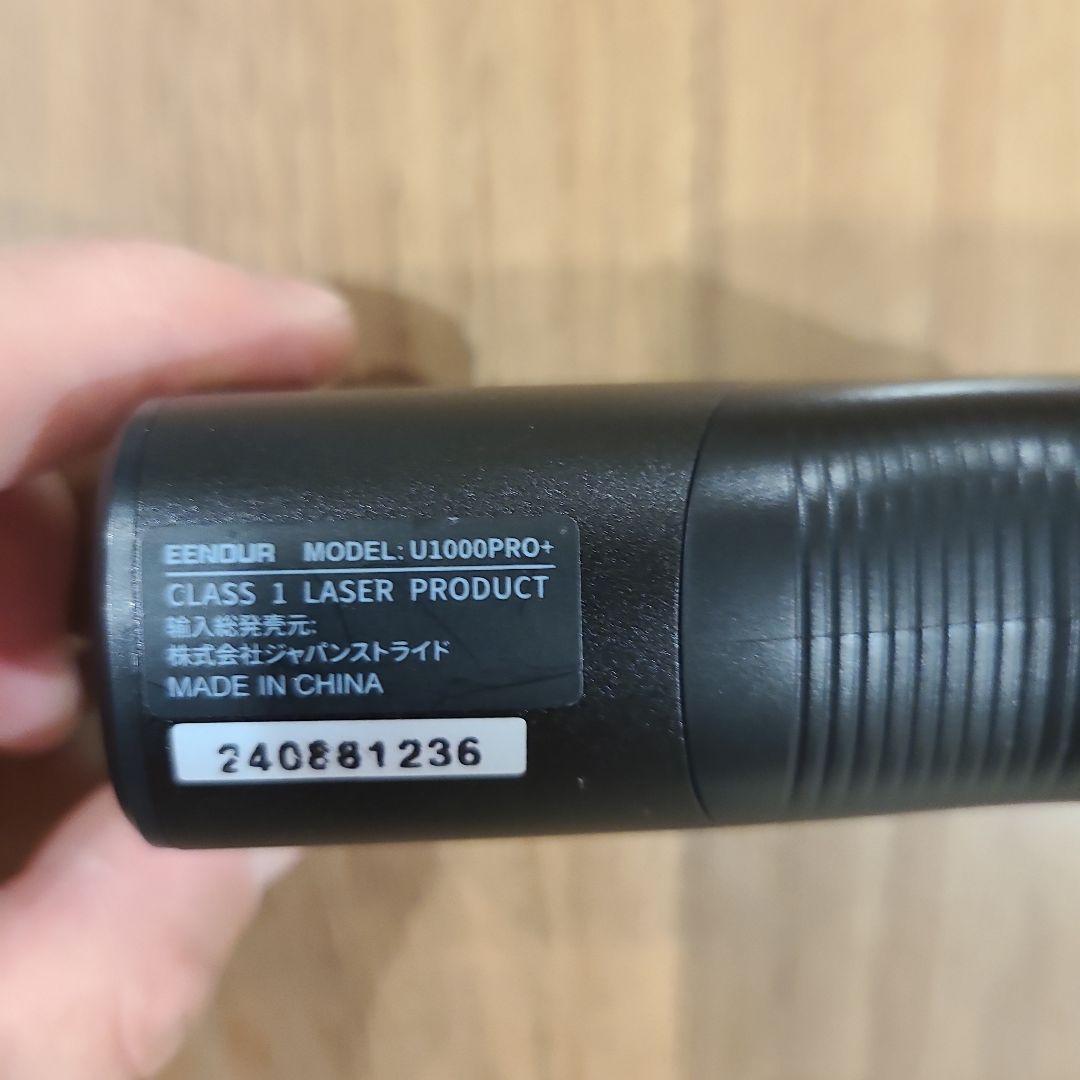 EENDUR MODEL: U1000PRO+
CLASS 1 LASER PRODUCT
輸入総発売元:
株式会社ジャパンストライド
MADE IN CHINA
240881236